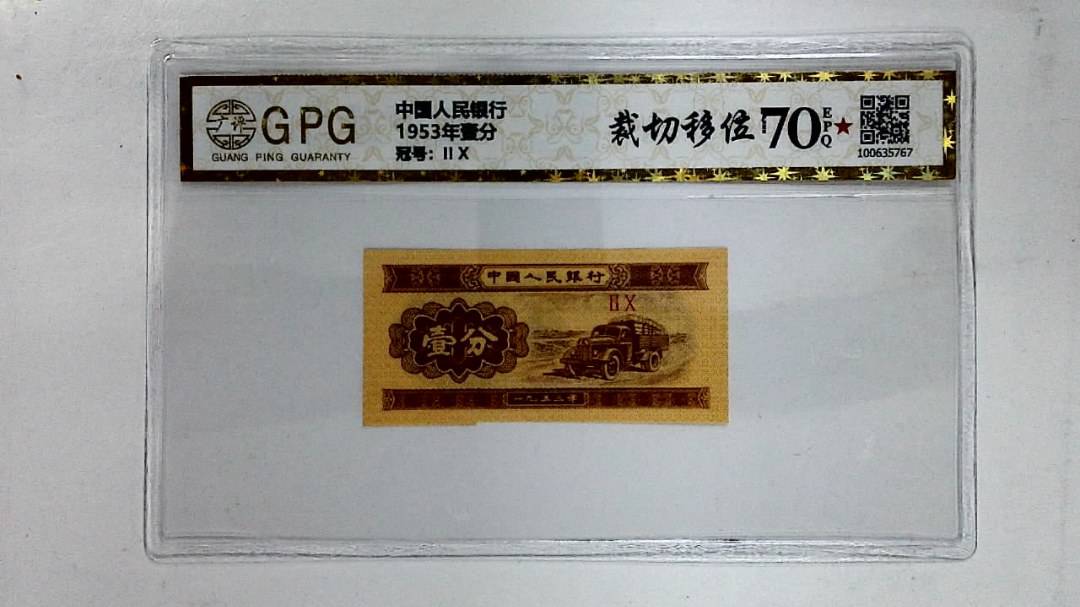 GPG
GUANG PING GUARANTY
中国人民银行
1953年壹分
冠号: II X
裁切移位
70
EPQ
★
100635767
中國人民銀行
II X
壹分
一九五三年